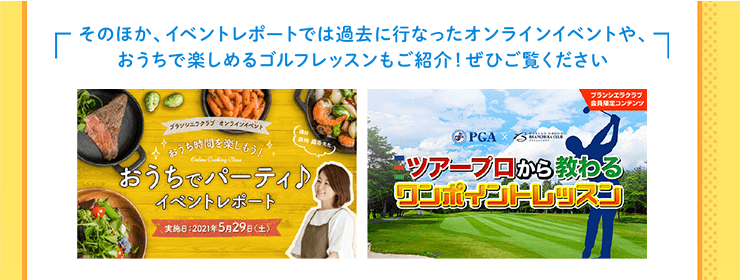 そのほか、イベントレポートでは過去に行なったオンラインイベントや、
おうちで楽しめるゴルフレッスンもご紹介！ぜひご覧ください
ブランシエラクラブ オンラインイベント
おうち時間を楽しもう！
Online Cooking Class
おうちでパーティ♪
イベントレポート
実施日：2021年5月29日（土）
講師
ブランシエラクラブ
会員限定コンテンツ
PGA × BRANCHERA CLUB
ツアープロから教わる
ワンポイントレッスン